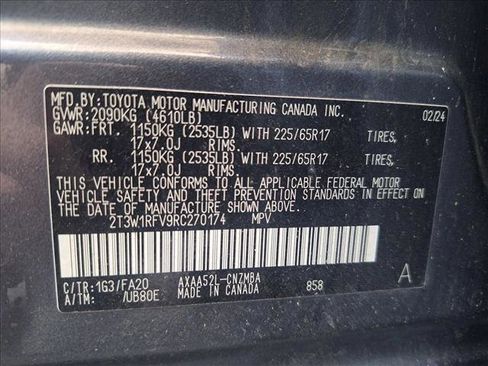 MFD.BY:TOYOTA MOTOR MANUFACTURING CANADA INC. 02/24
GVWR:2090KG (4610LB)
GAWR:FRT. 1150KG (2535LB) WITH 225/65R17 TIRES,
17x7.0J RIMS.
RR. 1150KG (2535LB) WITH 225/65R17 TIRES,
17x7.0J RIMS.
THIS VEHICLE CONFORMS TO ALL APPLICABLE FEDERAL MOTOR
VEHICLE SAFETY AND THEFT PREVENTION STANDARDS IN EFFECT
ON THE DATE OF MANUFACTURE SHOWN ABOVE.
2T3W1RFV9RC270174 MPV
C/TR:1G3/FA20 AXAA52L-CNZMBA A
A/TM: /UB80E MADE IN CANADA 858